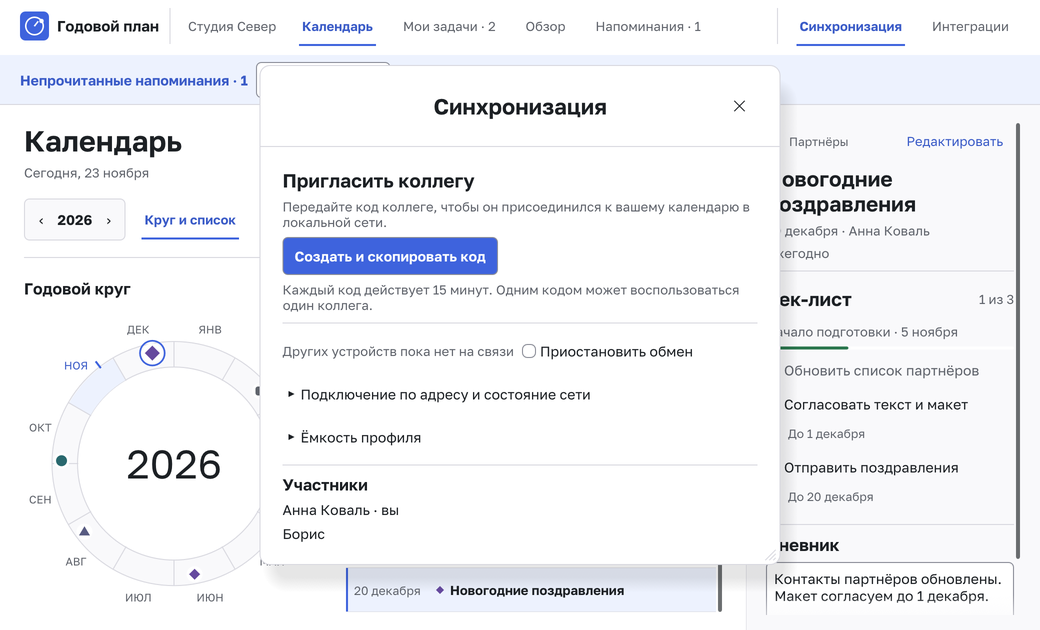 Годовой план
Студия Север
Календарь
Мои задачи · 2
Обзор
Напоминания · 1
Синхронизация
Интеграции
Непрочитанные напоминания · 1
Календарь
Сегодня, 23 ноября
‹ 2026 ›
Круг и список
Годовой круг
ДЕК
ЯНВ
НОЯ
ОКТ
СЕН
АВГ
ИЮЛ
ИЮН
2026
Синхронизация
Пригласить коллегу
Передайте код коллеге, чтобы он присоединился к вашему календарю в
локальной сети.
Создать и скопировать код
Каждый код действует 15 минут. Одним кодом может воспользоваться
один коллега.
Других устройств пока нет на связи
Приостановить обмен
Подключение по адресу и состояние сети
Ёмкость профиля
Участники
Анна Коваль · вы
Борис
20 декабря
Новогодние поздравления
Партнёры
Редактировать
овогодние
оздравления
декабря · Анна Коваль
жегодно
ек-лист
1 из 3
ачало подготовки · 5 ноября
Обновить список партнёров
Согласовать текст и макет
До 1 декабря
Отправить поздравления
До 20 декабря
невник
Контакты партнёров обновлены.
Макет согласуем до 1 декабря.